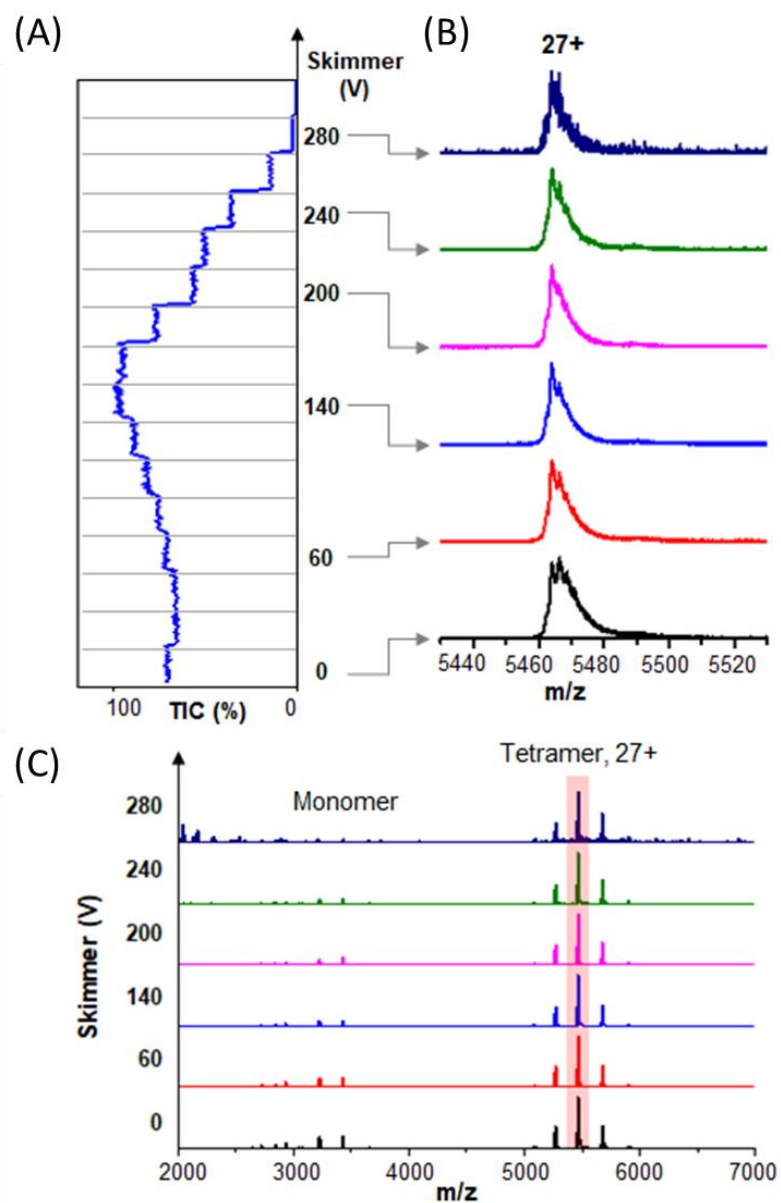 (A)
Skimmer
(V)
280
240
200
140
60
0
100 TIC (%) 0
(B)
27+
5440 5460 5480 5500 5520
m/z
(C)
Tetramer, 27+
Monomer
Skimmer (V)
280
240
200
140
60
0
2000 3000 4000 5000 6000 7000
m/z